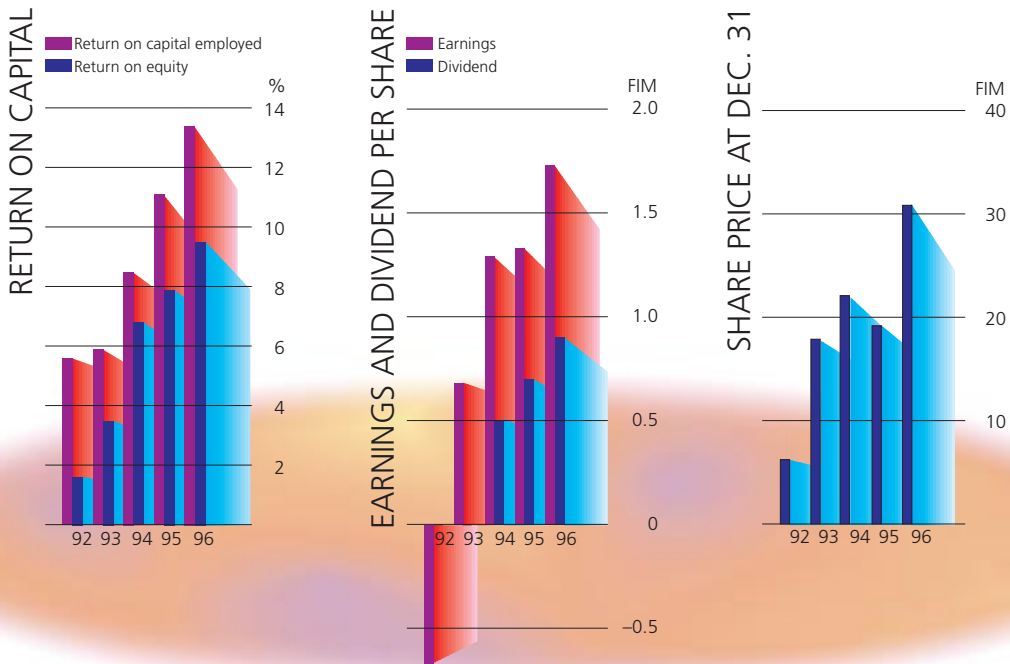 RETURN ON CAPITAL
Return on capital employed
Return on equity
%
14
12
10
8
6
4
2
92 93 94 95 96
EARNINGS AND DIVIDEND PER SHARE
Earnings
Dividend
FIM
2.0
1.5
1.0
0.5
0
92 93 94 95 96
–0.5
SHARE PRICE AT DEC. 31
FIM
40
30
20
10
92 93 94 95 96